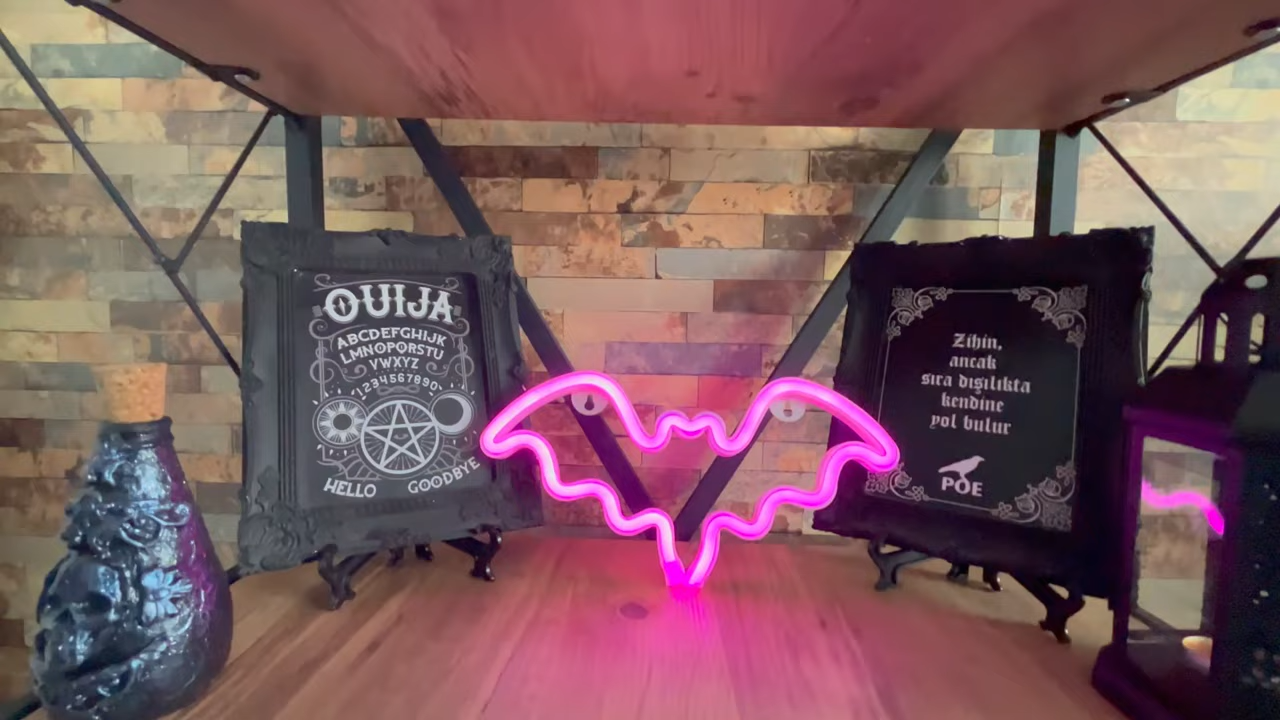 OUIJA
ABCDEFGHIJK
LMNOPQRSTU
VWXYZ
1234567890
HELLO GOODBYE
Zihin,
ancak
sıra dışılıkta
kendine
yol bulur
POE